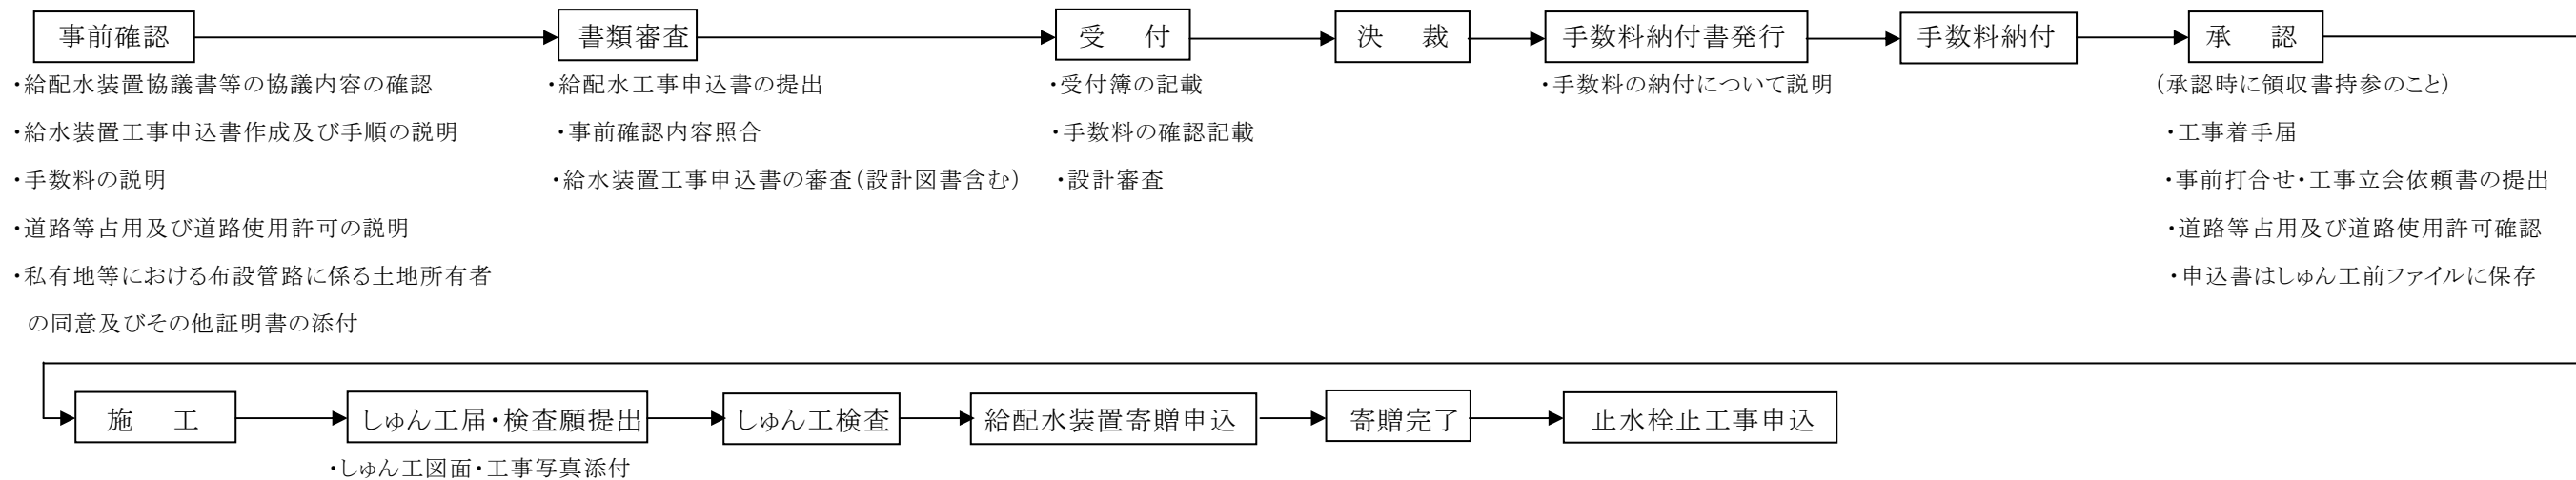 事前確認
書類審査
受　付
決　裁
手数料納付書発行
手数料納付
承　認
・給配水装置協議書等の協議内容の確認
・給水装置工事申込書作成及び手順の説明
・手数料の説明
・道路等占用及び道路使用許可の説明
・私有地等における布設管路に係る土地所有者
の同意及びその他証明書の添付
・給配水工事申込書の提出
・事前確認内容照合
・給水装置工事申込書の審査(設計図書含む)
・受付簿の記載
・手数料の確認記載
・設計審査
・手数料の納付について説明
(承認時に領収書持参のこと)
・工事着手届
・事前打合せ・工事立会依頼書の提出
・道路等占用及び道路使用許可確認
・申込書はしゅん工前ファイルに保存
施　工
しゅん工届・検査願提出
しゅん工検査
給配水装置寄贈申込
寄贈完了
止水栓止工事申込
・しゅん工図面・工事写真添付